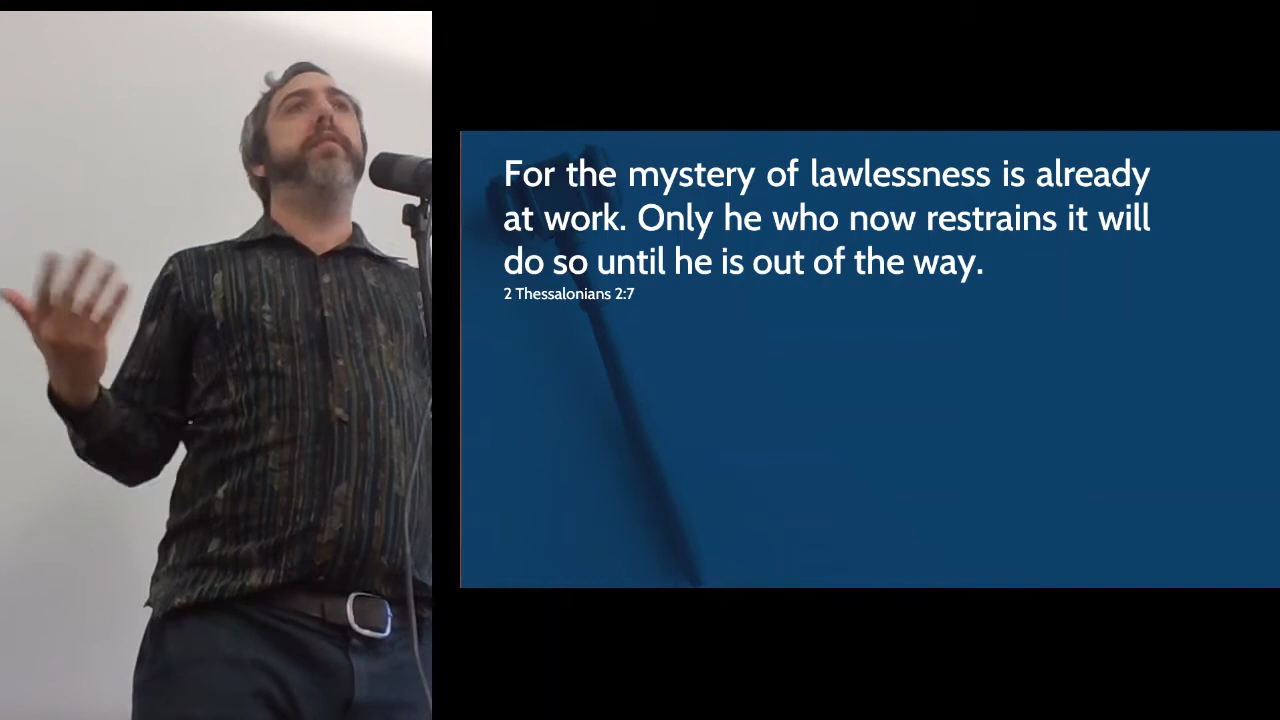 For the mystery of lawlessness is already
at work. Only he who now restrains it will
do so until he is out of the way.
2 Thessalonians 2:7